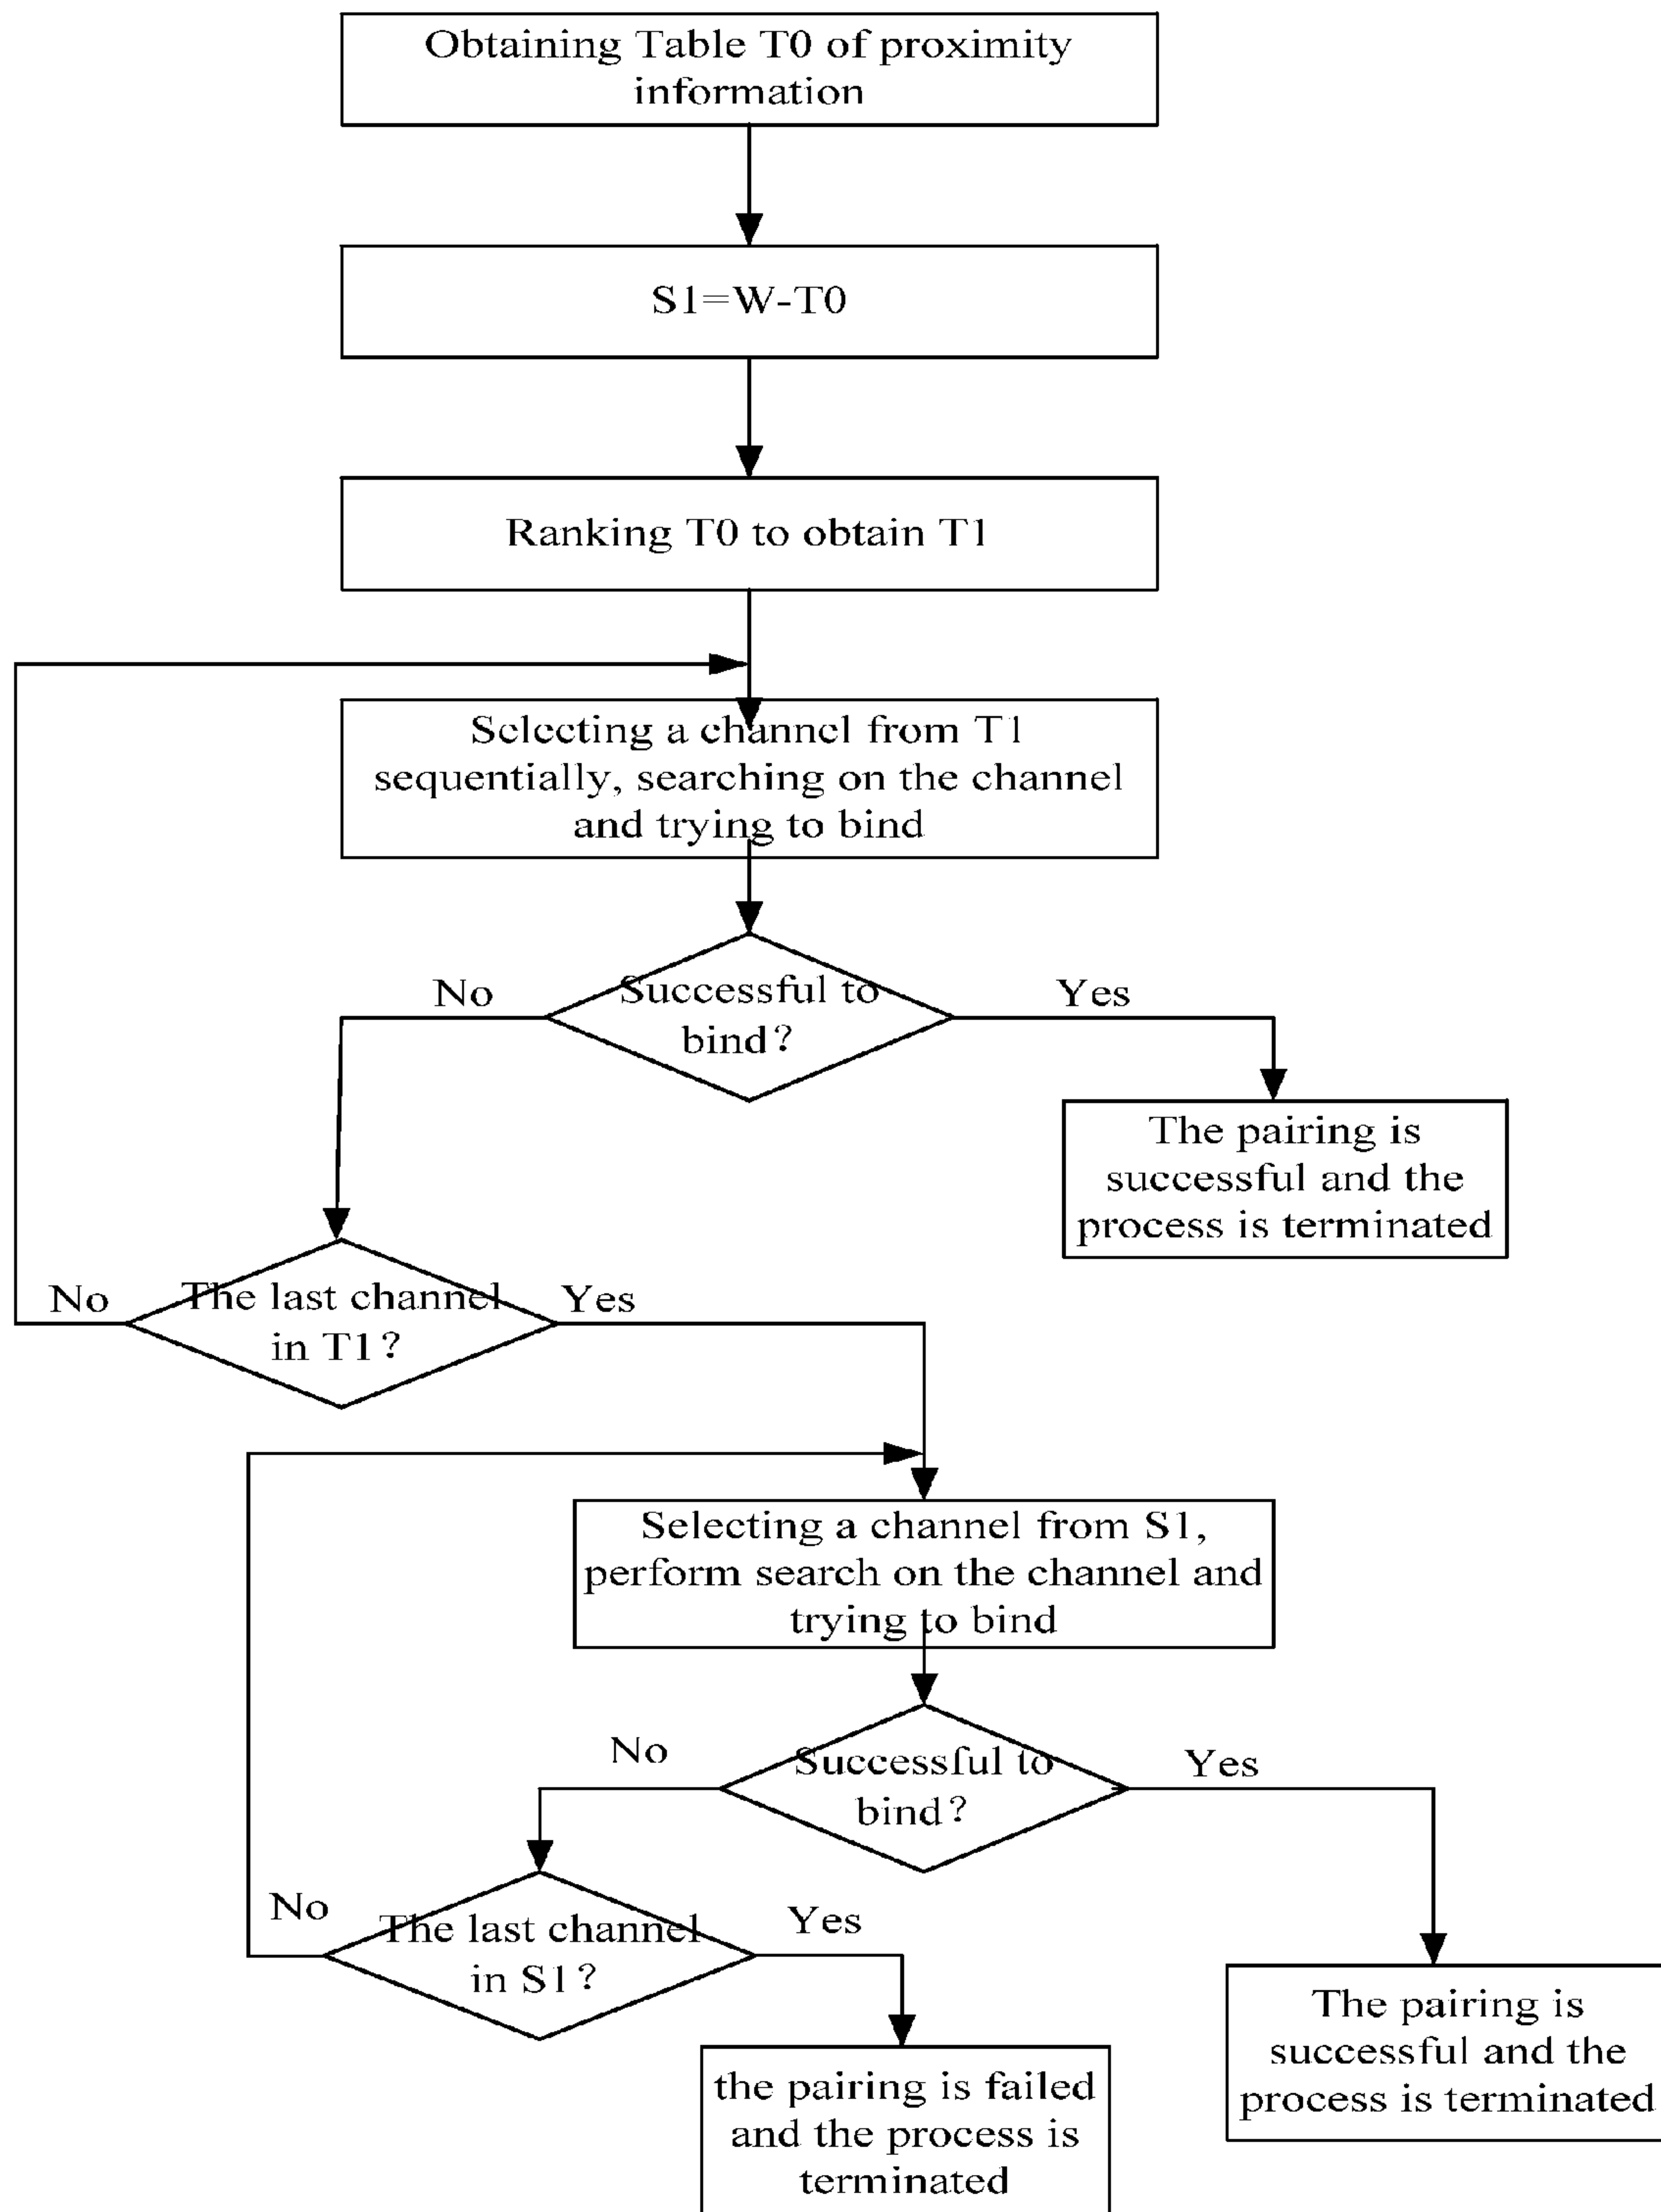 Obtaining Table T0 of proximity
information
S1=W-T0
Ranking T0 to obtain T1
Selecting a channel from T1
sequentially, searching on the channel
and trying to bind
No
Successful to
bind?
Yes
The pairing is
successful and the
process is terminated
No
The last channel
in T1?
Yes
Selecting a channel from S1,
perform search on the channel and
trying to bind
No
Successful to
bind?
Yes
No
The last channel
in S1?
Yes
The pairing is
successful and the
process is terminated
the pairing is failed
and the process is
terminated